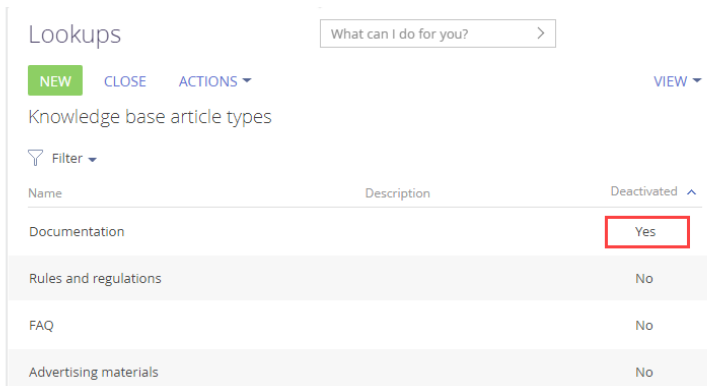 Lookups
What can I do for you?
NEW CLOSE ACTIONS VIEW
Knowledge base article types
Filter
Name Description Deactivated
Documentation Yes
Rules and regulations No
FAQ No
Advertising materials No